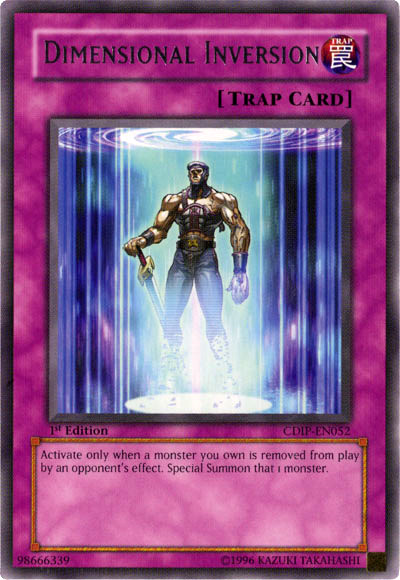 Dimensional Inversion
TRAP
罠
[Trap Card]
1st Edition
CDIP-EN052
Activate only when a monster you own is removed from play
by an opponent's effect. Special Summon that 1 monster.
98666339
©1996 KAZUKI TAKAHASHI